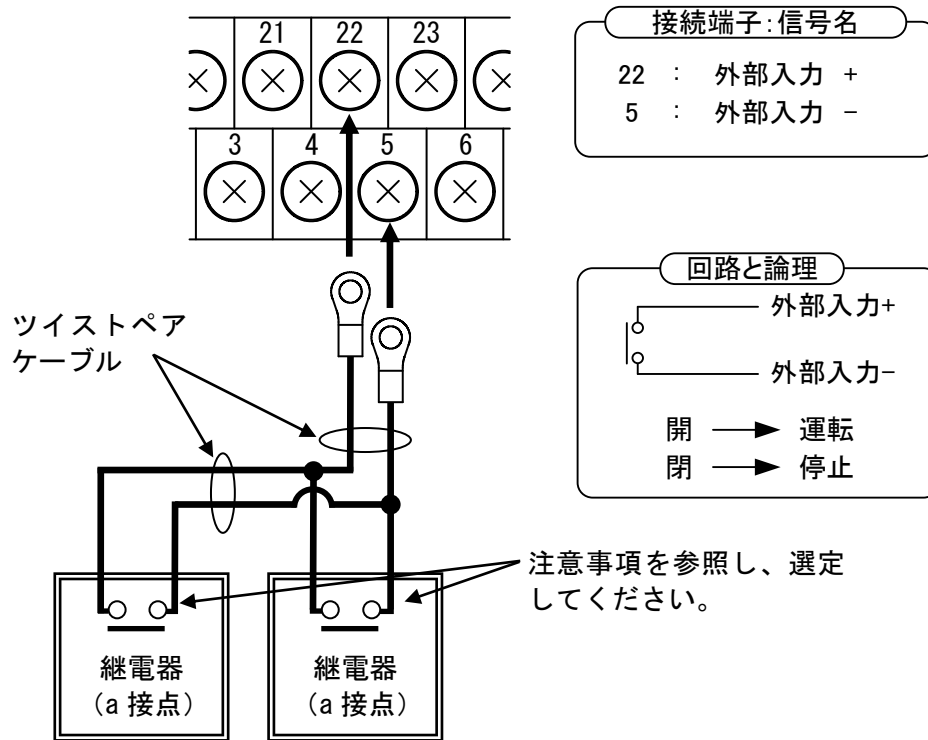 21 22 23
3 4 5 6
接続端子：信号名
22 ： 外部入力 +
5 ： 外部入力 −
回路と論理
外部入力+
外部入力−
開 運転
閉 停止
ツイストペア
ケーブル
注意事項を参照し、選定
してください。
継電器
（a 接点）
継電器
（a 接点）